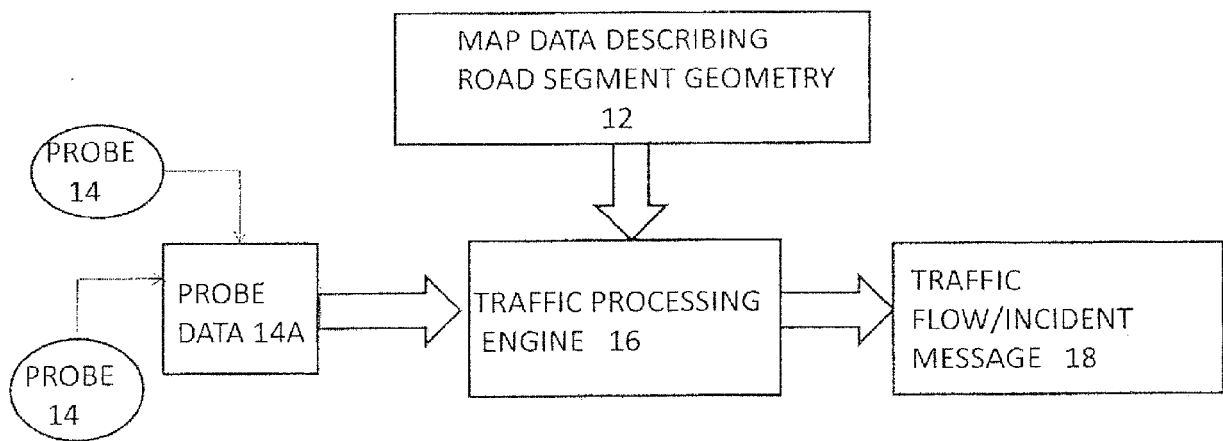 MAP DATA DESCRIBING
ROAD SEGMENT GEOMETRY
12
PROBE
14
PROBE
DATA 14A
TRAFFIC PROCESSING
ENGINE 16
TRAFFIC
FLOW/INCIDENT
MESSAGE 18
PROBE
14